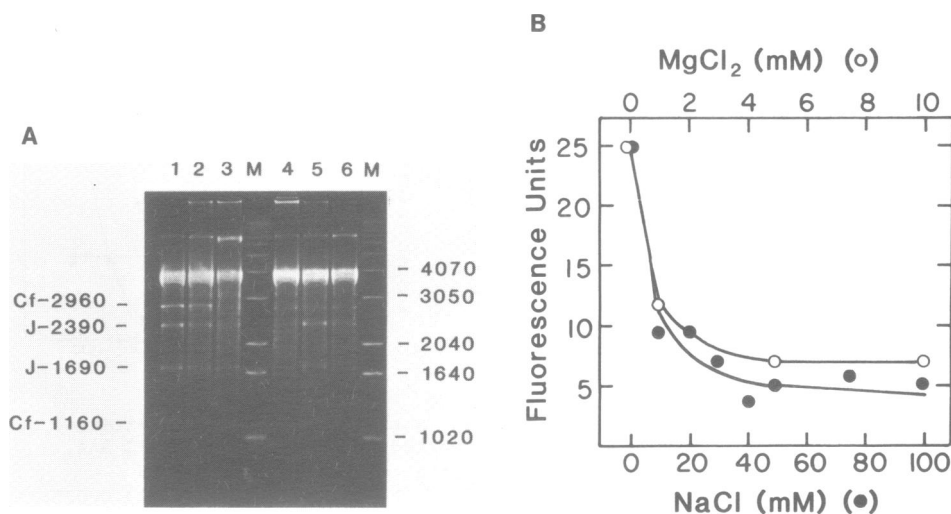 A
1 2 3 M 4 5 6 M
Cf-2960
J-2390
J-1690
Cf-1160
4070
3050
2040
1640
1020
B
MgCl₂ (mM) (o)
0 2 4 6 8 10
Fluorescence Units
25
20
15
10
5
0 20 40 60 80 100
NaCl (mM) (●)